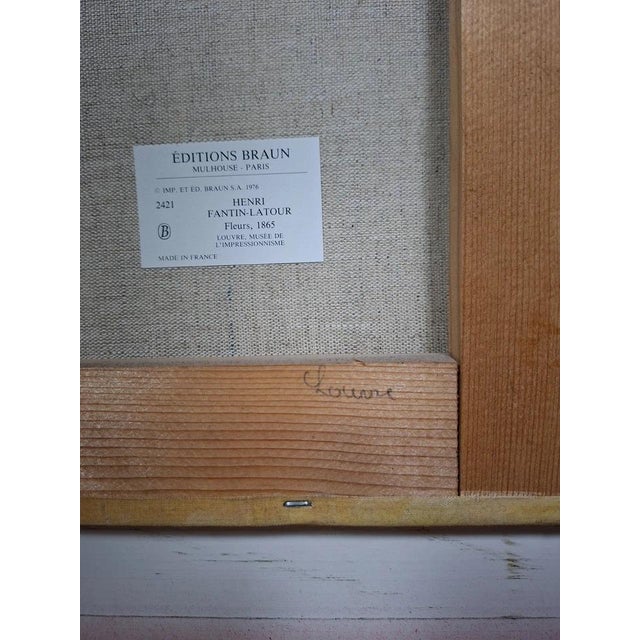 ÉDITIONS BRAUN
MULHOUSE - PARIS
© IMP. ET ED. BRAUN S.A. 1976
2421
HENRI
FANTIN-LATOUR
Fleurs, 1865
B
LOUVRE, MUSÉE DE
L'IMPRESSIONNISME
MADE IN FRANCE
Louvre